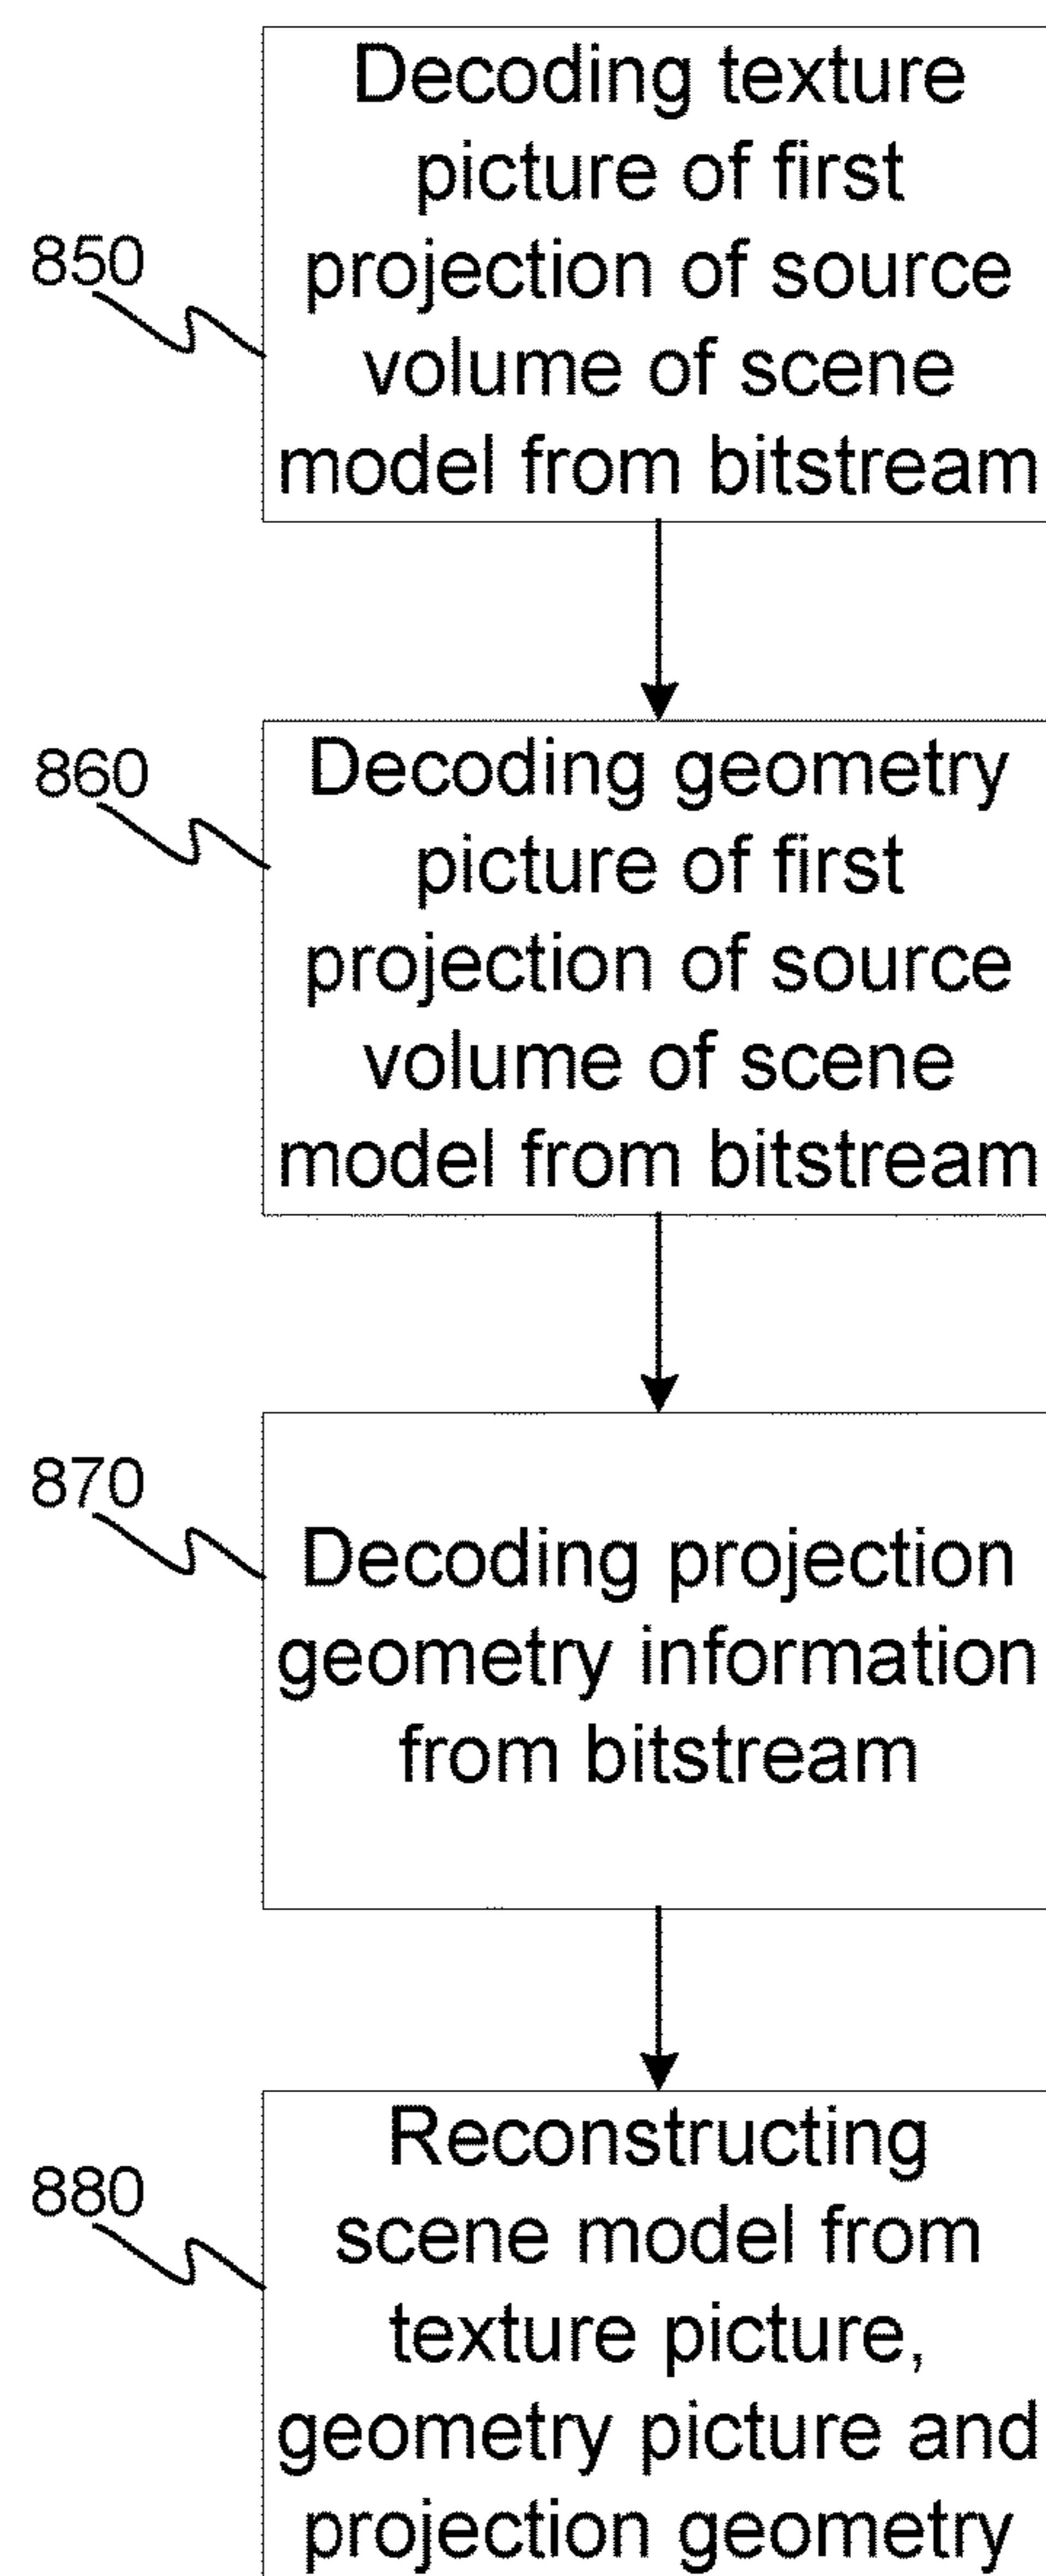 Decoding texture
picture of first
850
projection of source
volume of scene
model from bitstream
860
Decoding geometry
picture of first
projection of source
volume of scene
model from bitstream
870
Decoding projection
geometry information
from bitstream
Reconstructing
880
scene model from
texture picture,
geometry picture and
projection geometry